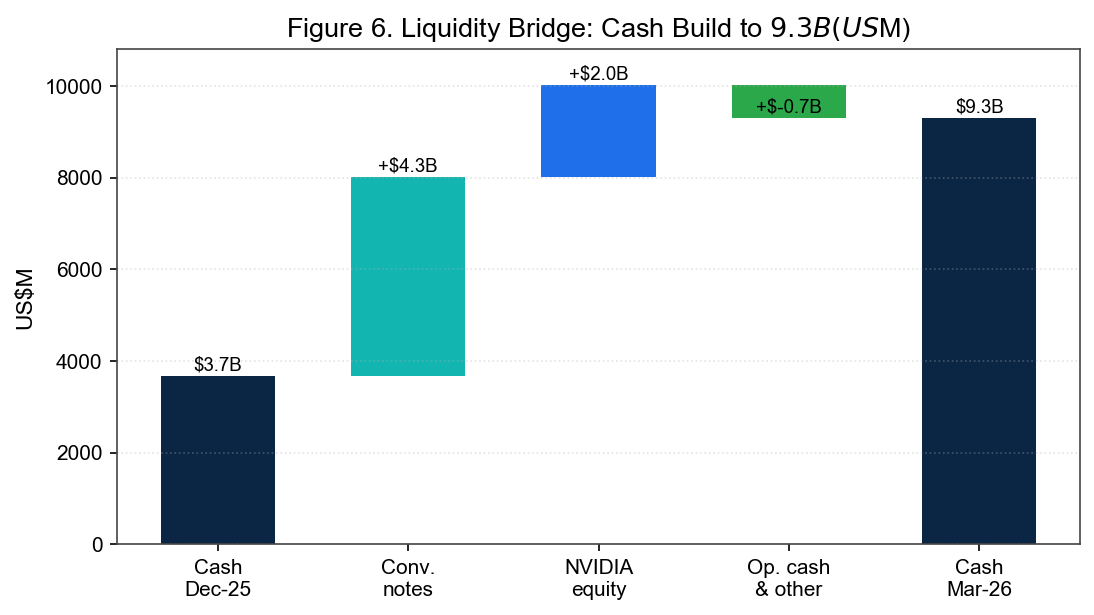 Figure 6. Liquidity Bridge: Cash Build to 9.3B(USM)
+$2.0B
10000
+$-0.7B
$9.3B
+$4.3B
8000
6000
US$M
4000
$3.7B
2000
0
Cash
Dec-25
Conv.
notes
NVIDIA
equity
Op. cash
& other
Cash
Mar-26